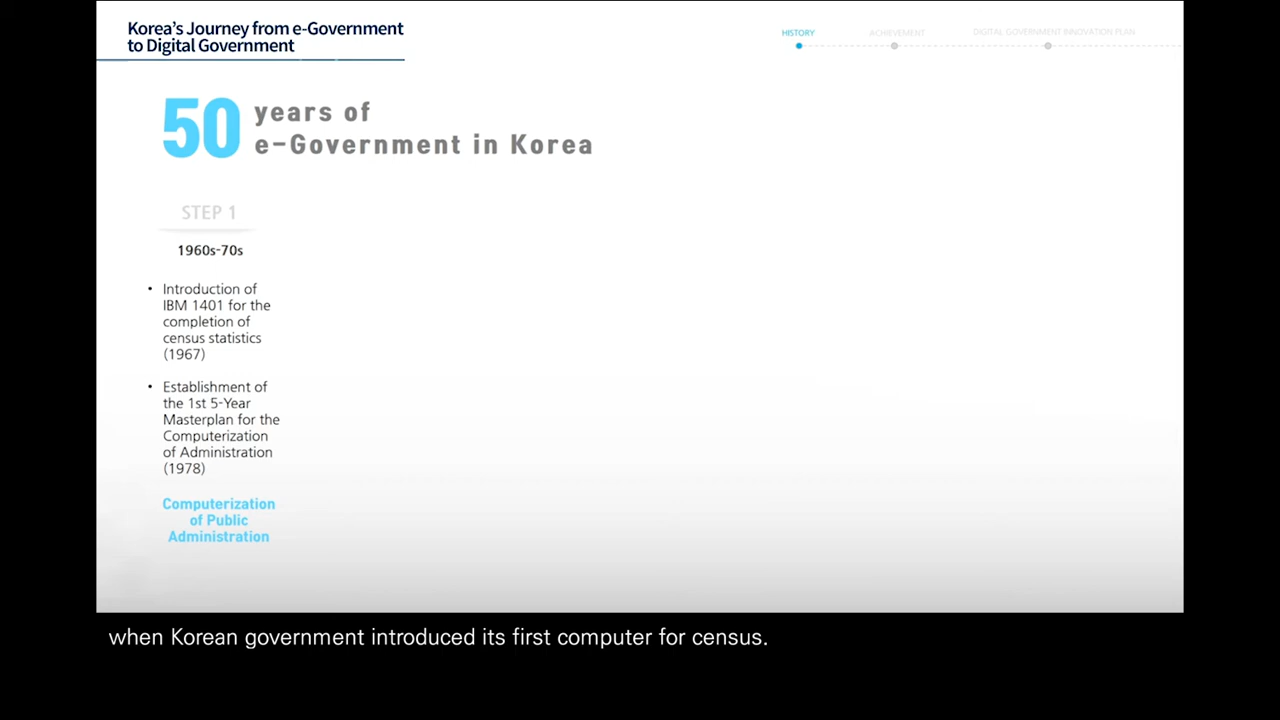 Korea's Journey from e-Government
to Digital Government
HISTORY
ACHIEVEMENT
DIGITAL GOVERNMENT INNOVATION PLAN
50 years of
e-Government in Korea
STEP 1
1960s-70s
• Introduction of
IBM 1401 for the
completion of
census statistics
(1967)
• Establishment of
the 1st 5-Year
Masterplan for the
Computerization
of Administration
(1978)
Computerization
of Public
Administration
when Korean government introduced its first computer for census.